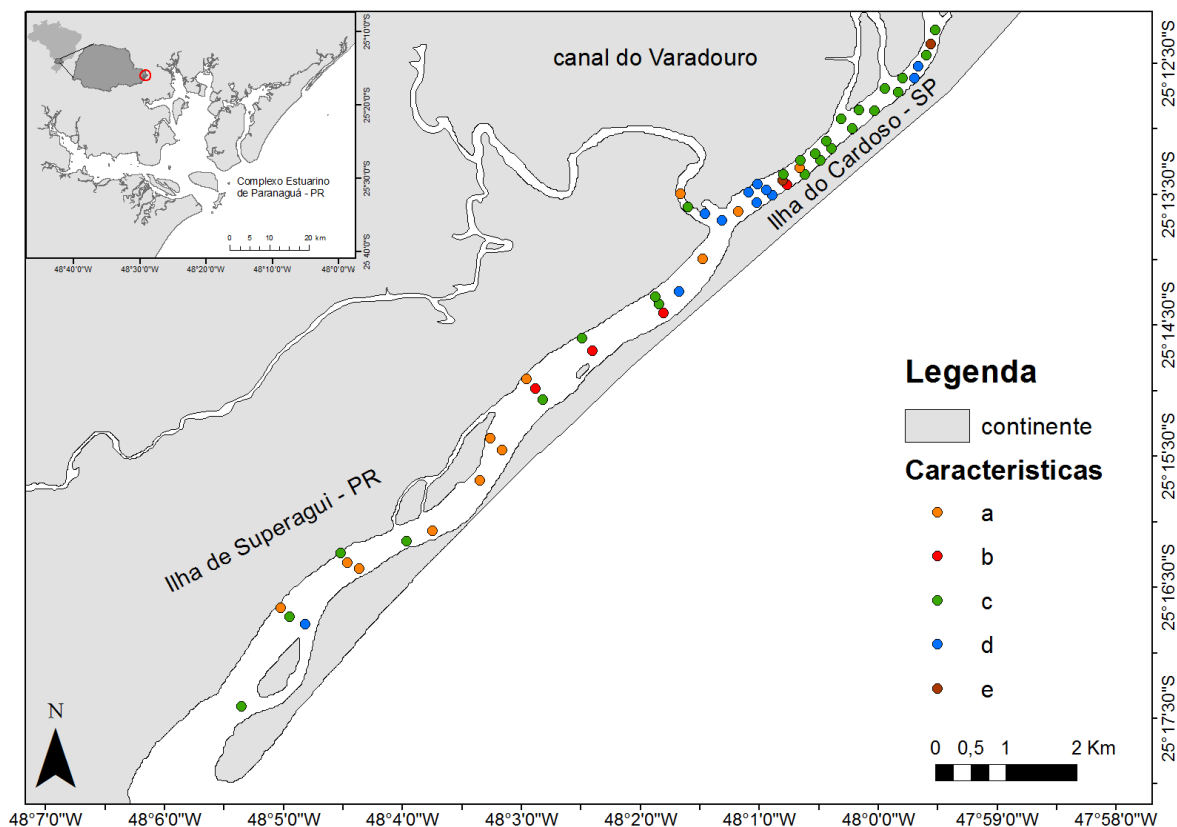 canal do Varadouro
Ilha do Cardoso - SP
Ilha de Superagui - PR
Complexo Estuarino
de Paranaguá - PR
0 5 10 20 km
48°40'0"W 48°30'0"W 48°20'0"W 48°10'0"W 48°0'0"W
25°10'0"S
25°20'0"S
25°30'0"S
25°40'0"S
25°12'30"S
25°13'30"S
25°14'30"S
25°15'30"S
25°16'30"S
25°17'30"S
Legenda
continente
Caracteristicas
a
b
c
d
e
N
0 0,5 1 2 Km
48°7'0"W 48°6'0"W 48°5'0"W 48°4'0"W 48°3'0"W 48°2'0"W 48°1'0"W 48°0'0"W 47°59'0"W 47°58'0"W